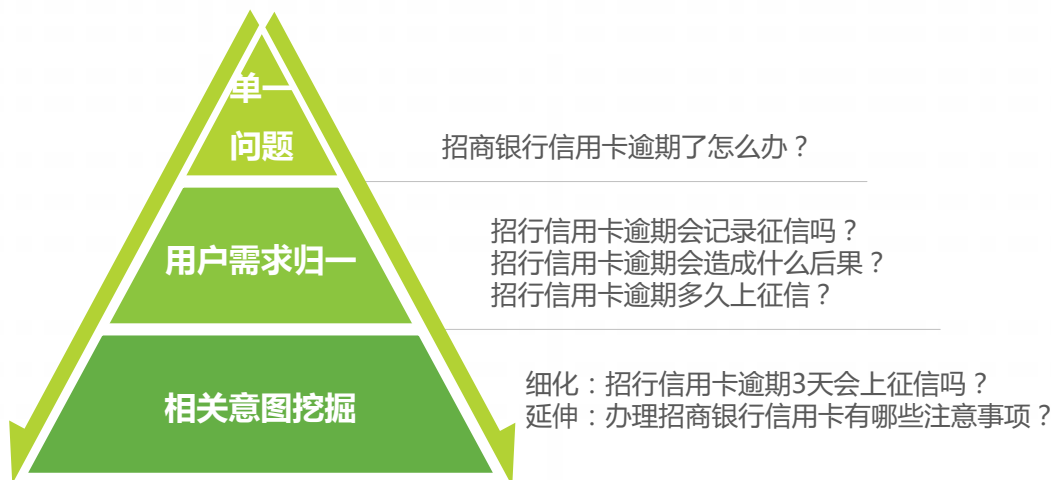 单一
问题
招商银行信用卡逾期了怎么办？
用户需求归一
招行信用卡逾期会记录征信吗？
招行信用卡逾期会造成什么后果？
招行信用卡逾期多久上征信？
相关意图挖掘
细化：招行信用卡逾期3天会上征信吗？
延伸：办理招商银行信用卡有哪些注意事项？